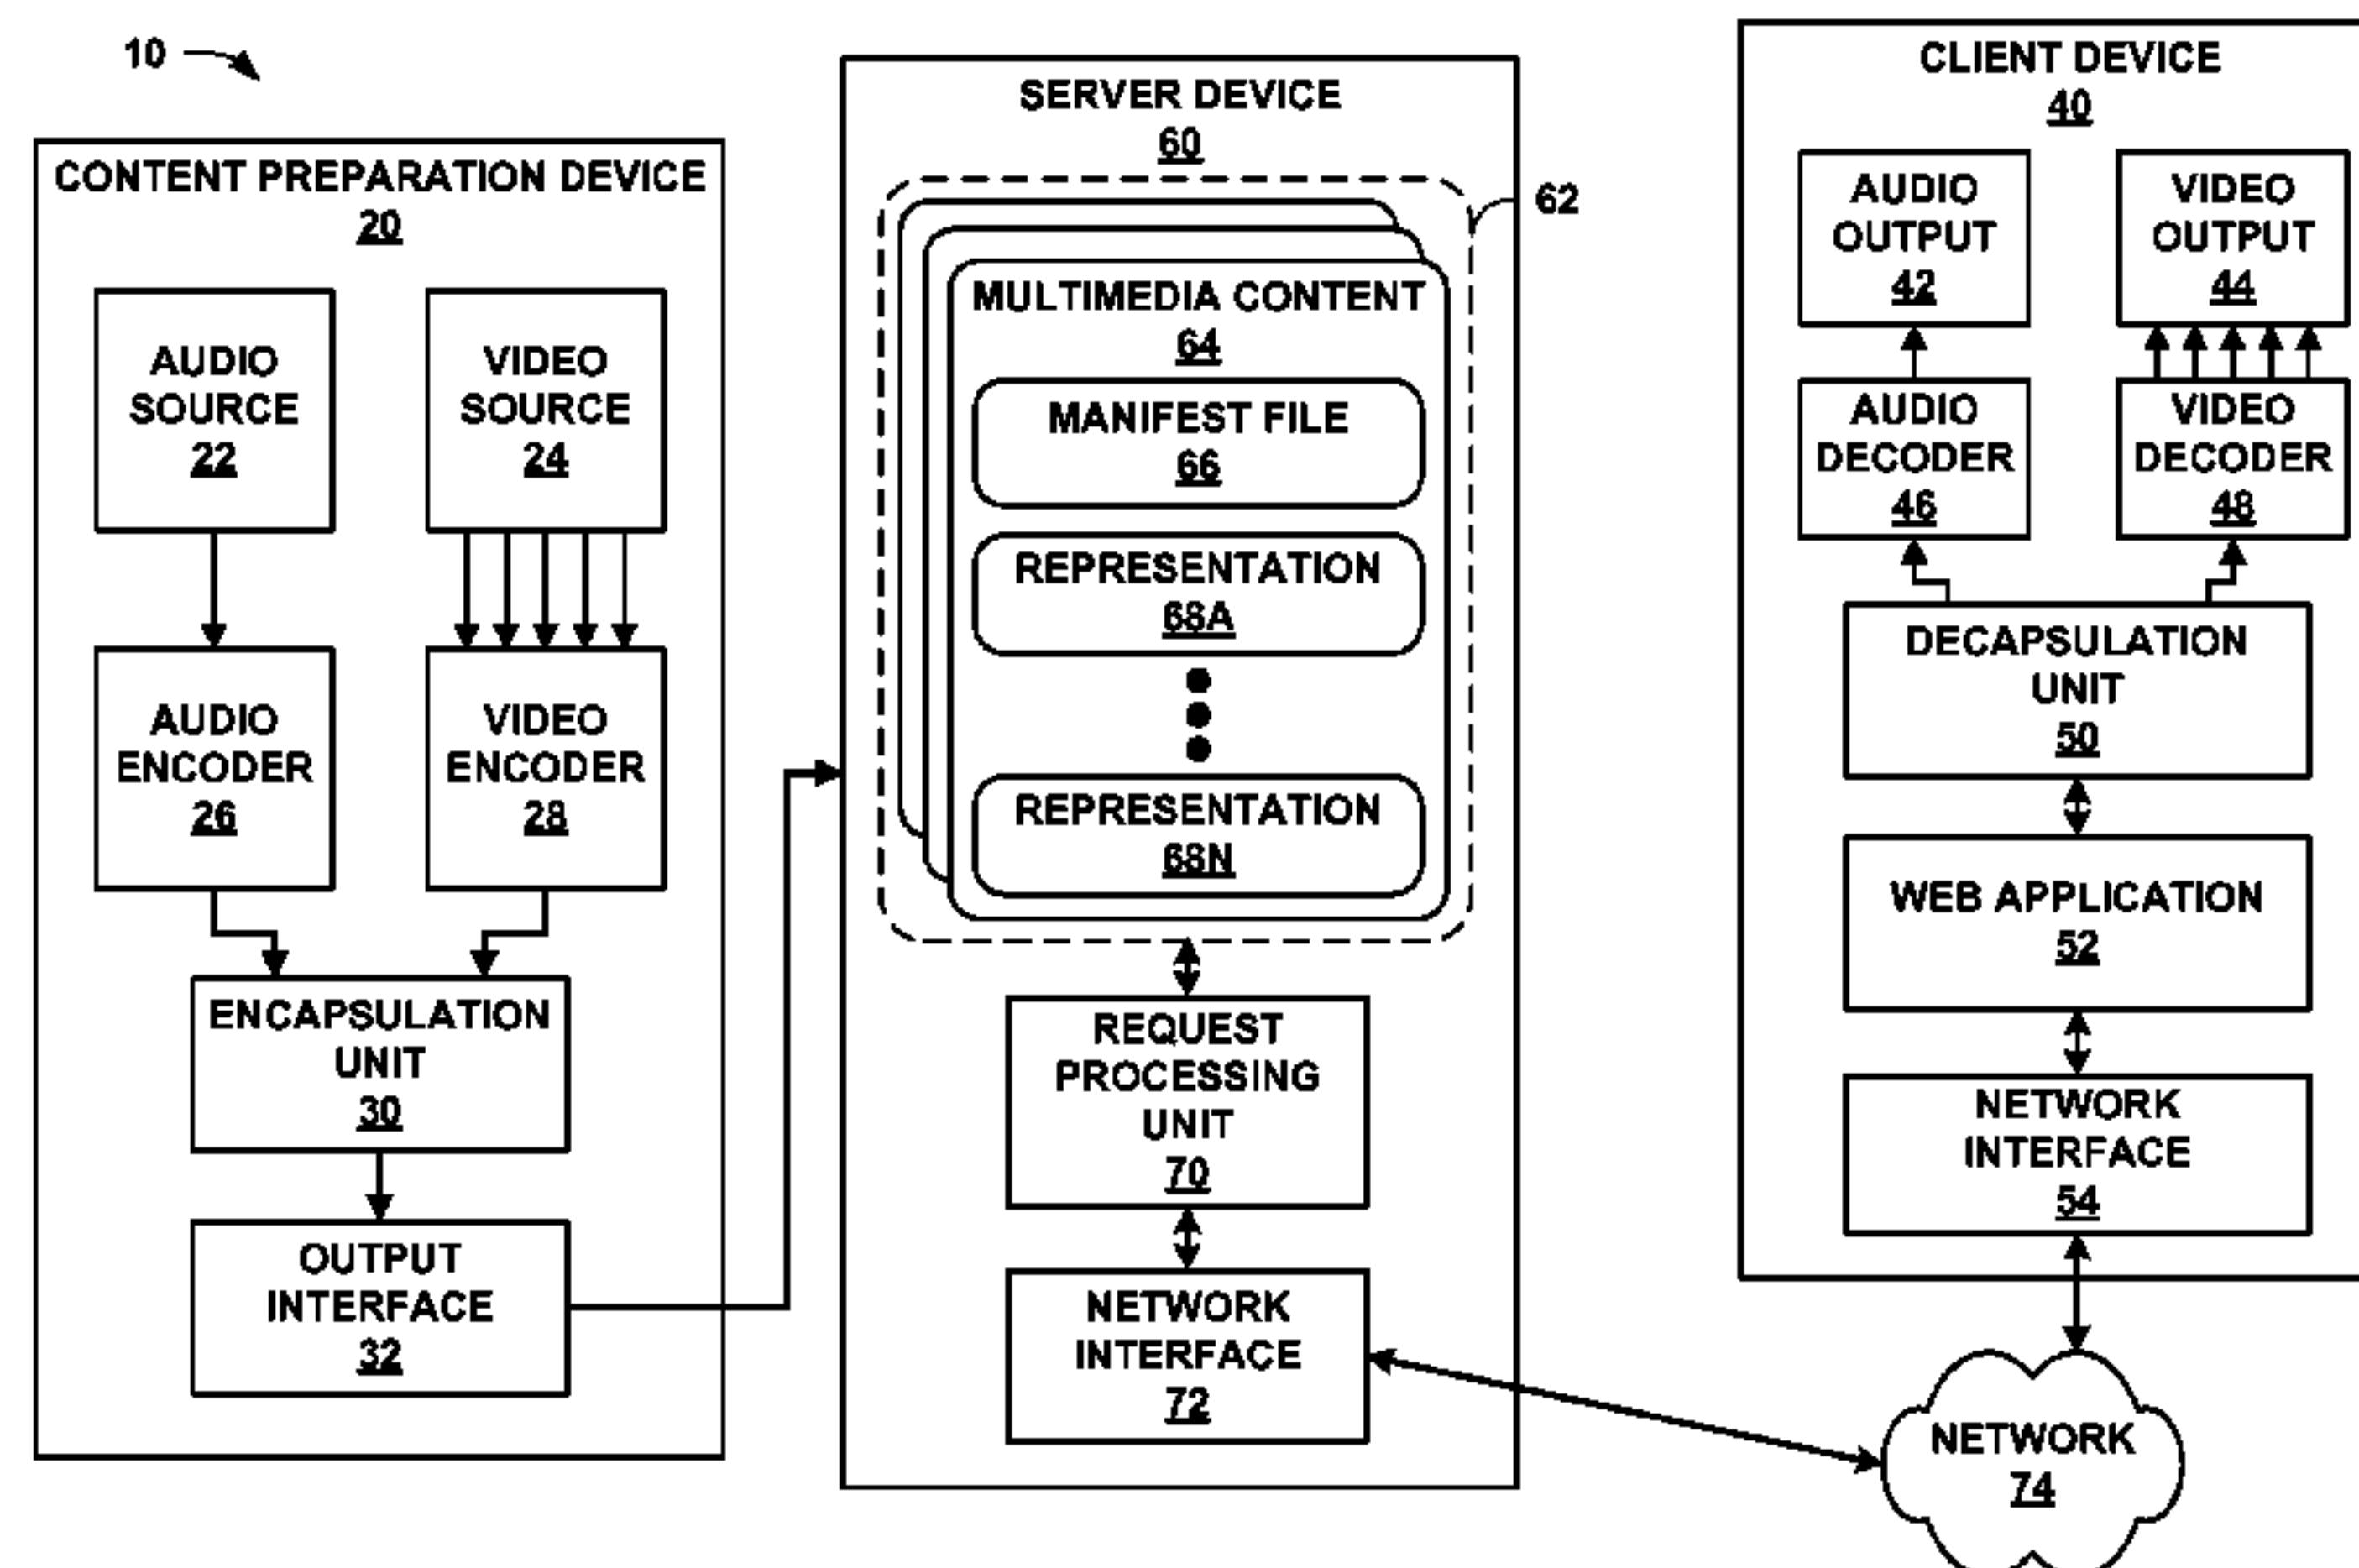 10
CONTENT PREPARATION DEVICE
20
AUDIO
SOURCE
22
VIDEO
SOURCE
24
AUDIO
ENCODER
26
VIDEO
ENCODER
28
ENCAPSULATION
UNIT
30
OUTPUT
INTERFACE
32
SERVER DEVICE
60
62
MULTIMEDIA CONTENT
64
MANIFEST FILE
66
REPRESENTATION
68A
REPRESENTATION
68N
REQUEST
PROCESSING
UNIT
70
NETWORK
INTERFACE
72
CLIENT DEVICE
40
AUDIO
OUTPUT
42
VIDEO
OUTPUT
44
AUDIO
DECODER
46
VIDEO
DECODER
48
DECAPSULATION
UNIT
50
WEB APPLICATION
52
NETWORK
INTERFACE
54
NETWORK
74